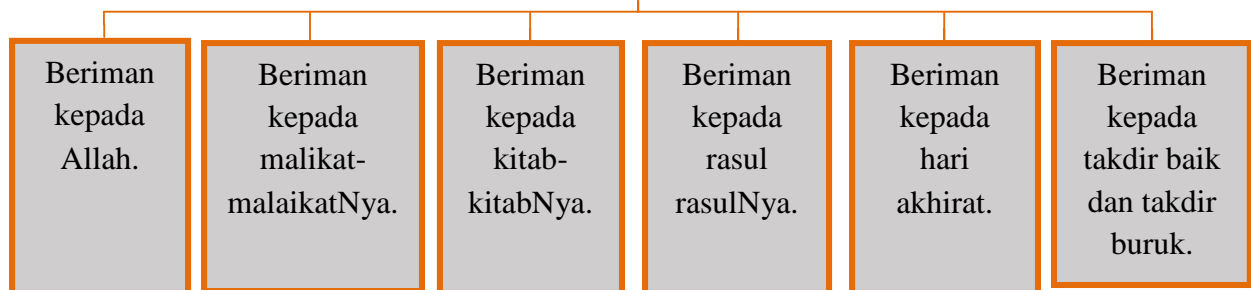 Beriman
kepada
Allah.
Beriman
kepada
malikat-
malaikatNya.
Beriman
kepada
kitab-
kitabNya.
Beriman
kepada
rasul
rasulNya.
Beriman
kepada
hari
akhirat.
Beriman
kepada
takdir baik
dan takdir
buruk.